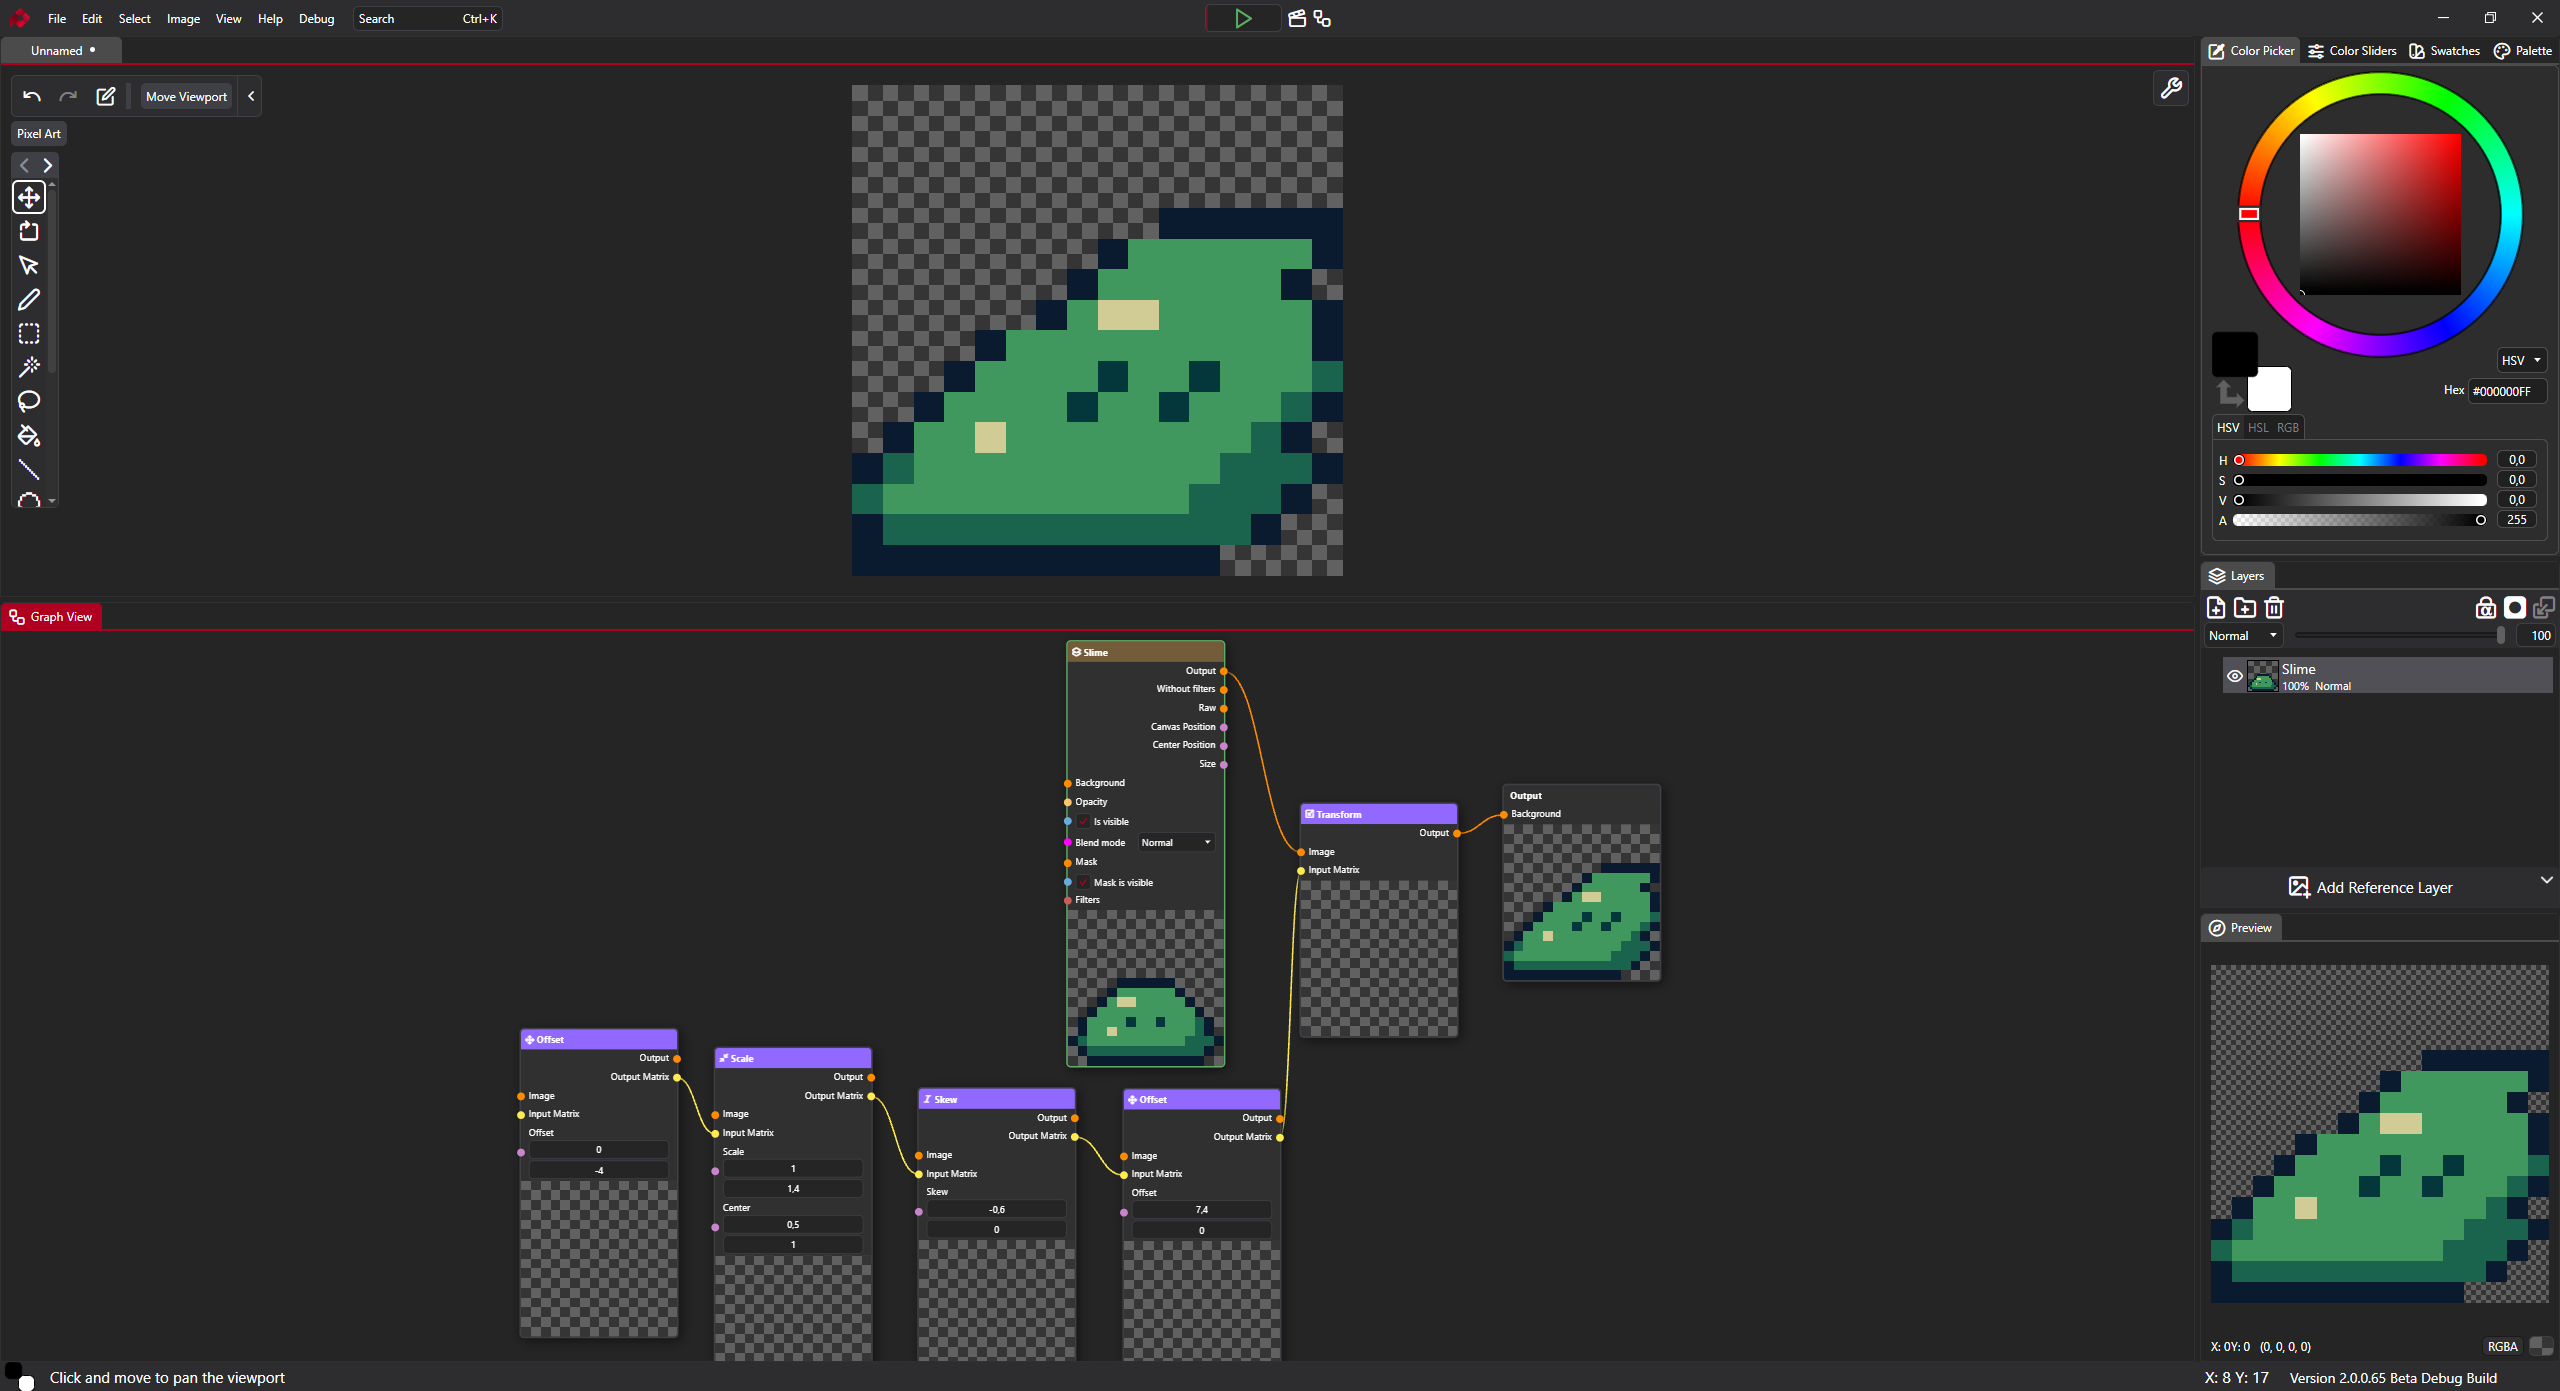 File Edit Select Image View Help Debug Search Ctrl+K
Unnamed •
Move Viewport
Pixel Art
Color Picker Color Sliders Swatches Palette
HSV
Hex #000000FF
HSV HSL RGB
H 0,0
S 0,0
V 0,0
A 255
Layers
Normal 100
Slime
100% Normal
Add Reference Layer
Preview
X: 0Y: 0 (0, 0, 0, 0)
RGBA
Graph View
Slime
Output
Without filters
Raw
Canvas Position
Center Position
Size
Background
Opacity
Is visible
Blend mode Normal
Mask
Mask is visible
Filters
Transform
Output
Image
Input Matrix
Output
Background
Offset
Output
Output Matrix
Image
Input Matrix
Offset
0
-4
Scale
Output
Output Matrix
Image
Input Matrix
Scale
1
1,4
Center
0,5
1
Skew
Output
Output Matrix
Image
Input Matrix
Skew
-0,6
0
Offset
Output
Output Matrix
Image
Input Matrix
Offset
7,4
0
Click and move to pan the viewport
X: 8 Y: 17 Version 2.0.0.65 Beta Debug Build